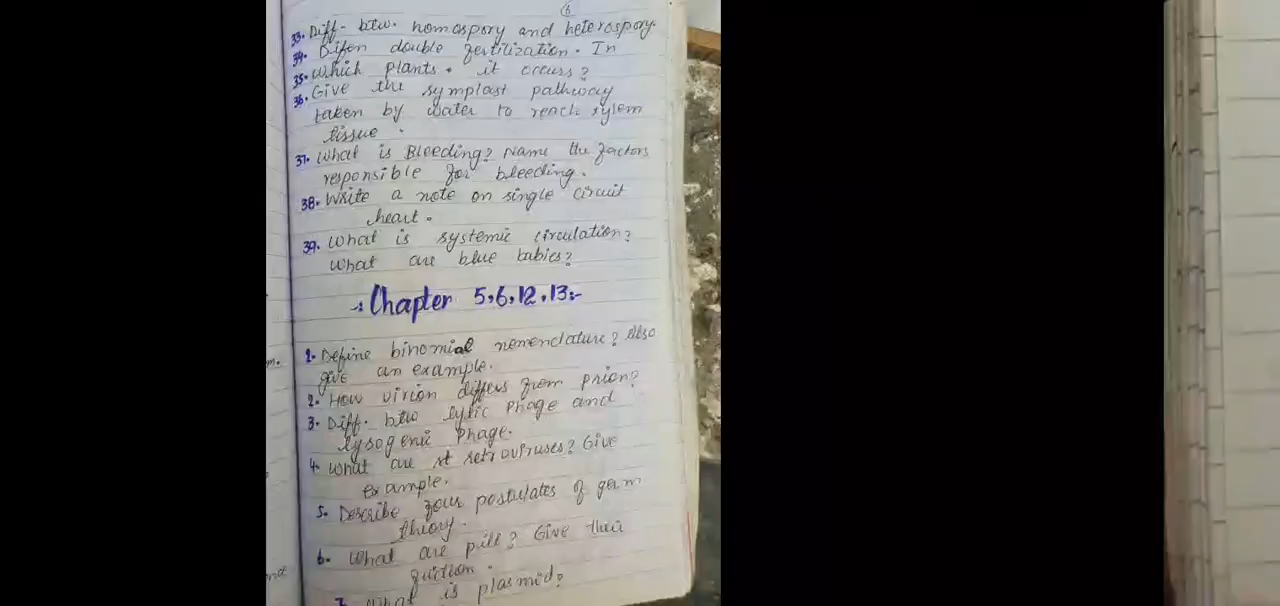 6
33. Diff- btw. homospory and heterospory.
34. Difen double fertilization. In
35. Which plants. it occurs?
36. Give the symplast pathway
taken by water to reach xylem
tissue.
37. What is Bleeding? Name the factors
responsible for bleeding.
38. Write a note on single circuit
heart.
39. What is systemic circulation?
What are blue babies?
-: Chapter 5,6,12,13:-
1. Define binomial nomenclature? Also
give an example.
2. How virion differs from prion?
3. Diff. btw lytic phage and
lysogenic phage.
4. What are retroviruses? Give
example.
5. Describe four postulates of germ
theory.
6. What are pili? Give their
7. What is plasmid?